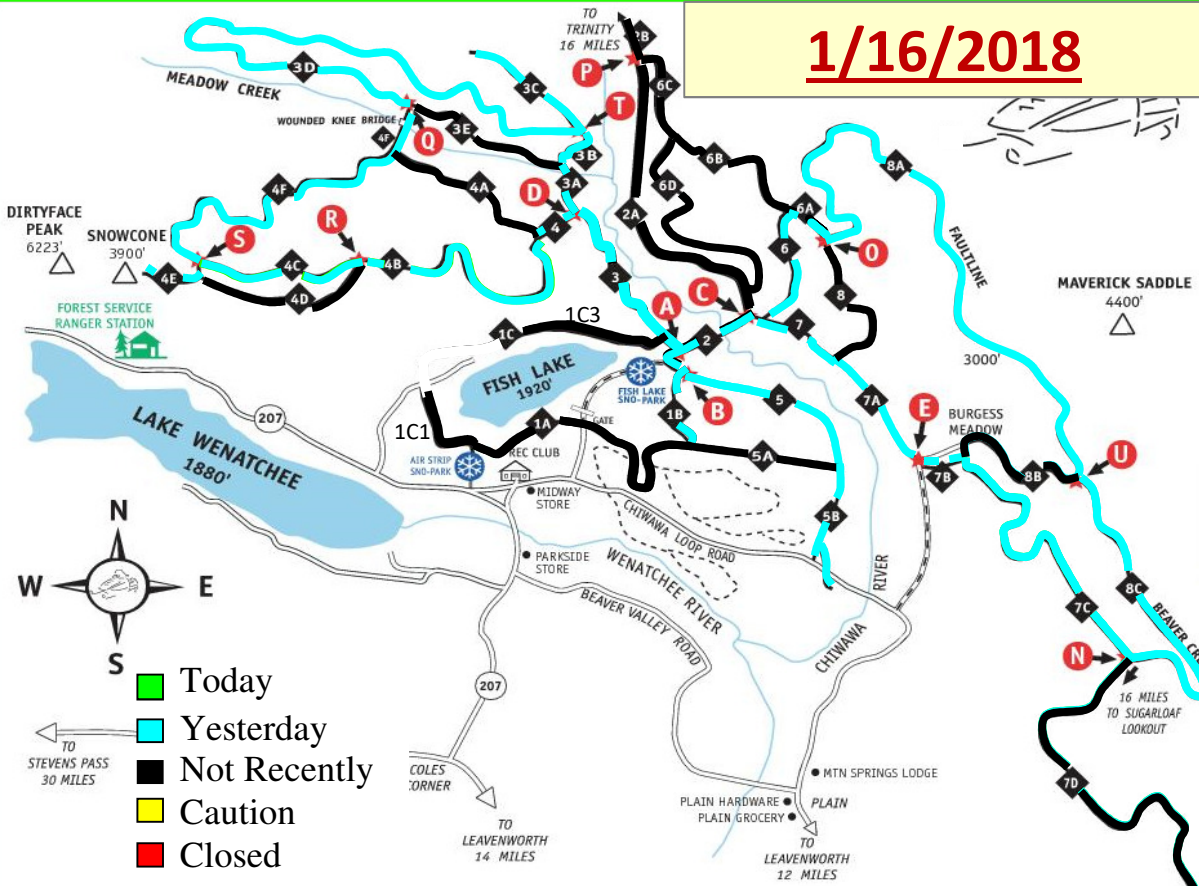 1/16/2018
TO
TRINITY
16 MILES
2B
P
6C
3D
3C
T
MEADOW CREEK
WOUNDED KNEE BRIDGE
4F
Q
3E
3B
6B
8A
4A
3A
D
6D
4F
4
2A
6A
DIRTYFACE
PEAK
6223'
SNOWCONE
3900'
S
R
6
O
FAULTLINE
4E
4C
4B
3
4D
C
8
MAVERICK SADDLE
4400'
A
FOREST SERVICE
RANGER STATION
1C
1C3
2
7
3000'
FISH LAKE
1920'
FISH LAKE
SNO-PARK
B
5
7A
E
BURGESS
MEADOW
207
LAKE WENATCHEE
1880'
1C1
1A
GATE
1B
AIR STRIP
SNO-PARK
REC CLUB
5A
7B
8B
U
MIDWAY
STORE
CHIWAWA LOOP ROAD
5B
PARKSIDE
STORE
WENATCHEE RIVER
RIVER
CHIWAWA
BEAVER VALLEY ROAD
N
W
E
S
7C
8C
BEAVER CRE
N
16 MILES
TO SUGARLOAF
LOOKOUT
207
7D
Today
Yesterday
Not Recently
Caution
Closed
TO
STEVENS PASS
30 MILES
COLES
CORNER
TO
LEAVENWORTH
14 MILES
MTN SPRINGS LODGE
PLAIN HARDWARE
PLAIN
PLAIN GROCERY
TO
LEAVENWORTH
12 MILES